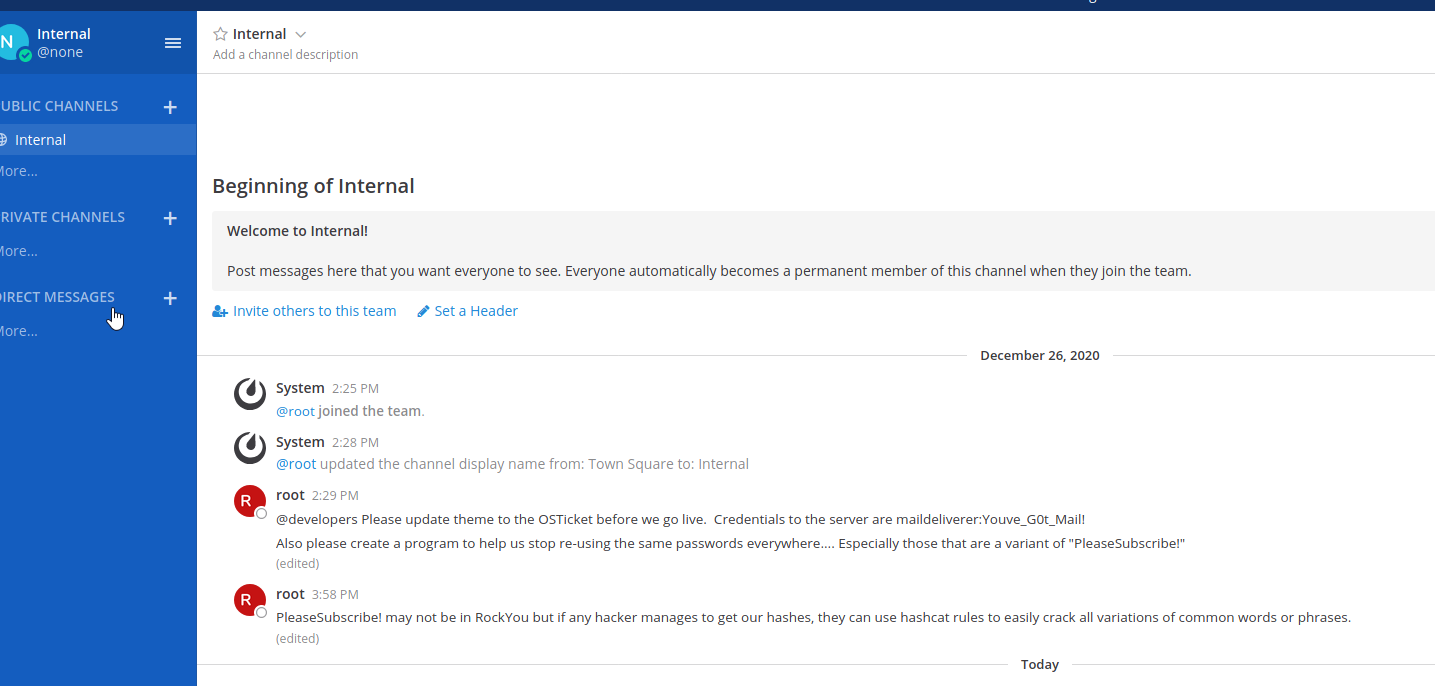 N
Internal
@none
UBLIC CHANNELS
+
Internal
More...
RIVATE CHANNELS
+
More...
DIRECT MESSAGES
+
More...
Internal
Add a channel description
Beginning of Internal
Welcome to Internal!
Post messages here that you want everyone to see. Everyone automatically becomes a permanent member of this channel when they join the team.
Invite others to this team Set a Header
December 26, 2020
System 2:25 PM
@root joined the team.
System 2:28 PM
@root updated the channel display name from: Town Square to: Internal
R
root 2:29 PM
@developers Please update theme to the OSTicket before we go live. Credentials to the server are maildeliverer:Youve_G0t_Mail!
Also please create a program to help us stop re-using the same passwords everywhere.... Especially those that are a variant of "PleaseSubscribe!"
(edited)
R
root 3:58 PM
PleaseSubscribe! may not be in RockYou but if any hacker manages to get our hashes, they can use hashcat rules to easily crack all variations of common words or phrases.
(edited)
Today